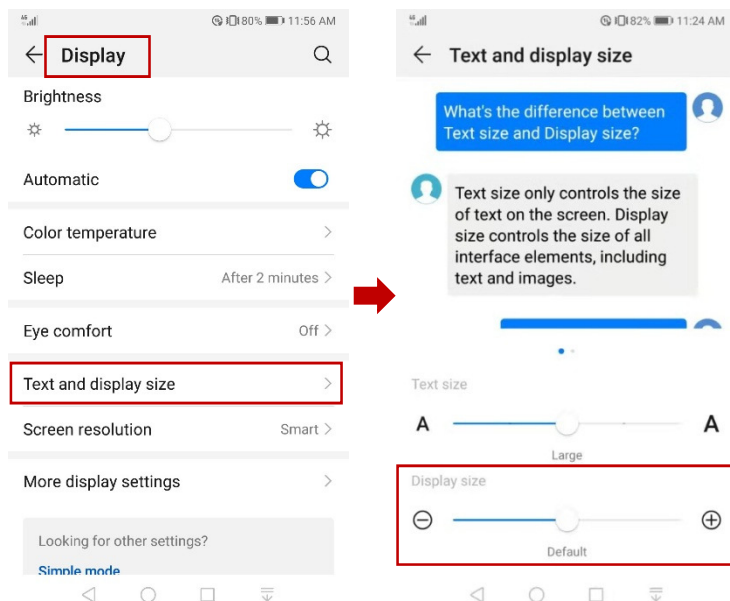 80% 11:56 AM
Display
Brightness
Automatic
Color temperature
Sleep After 2 minutes
Eye comfort Off
Text and display size
Screen resolution Smart
More display settings
Looking for other settings?
Simple mode
82% 11:24 AM
Text and display size
What's the difference between
Text size and Display size?
Text size only controls the size
of text on the screen. Display
size controls the size of all
interface elements, including
text and images.
Text size
A A
Large
Display size
Default